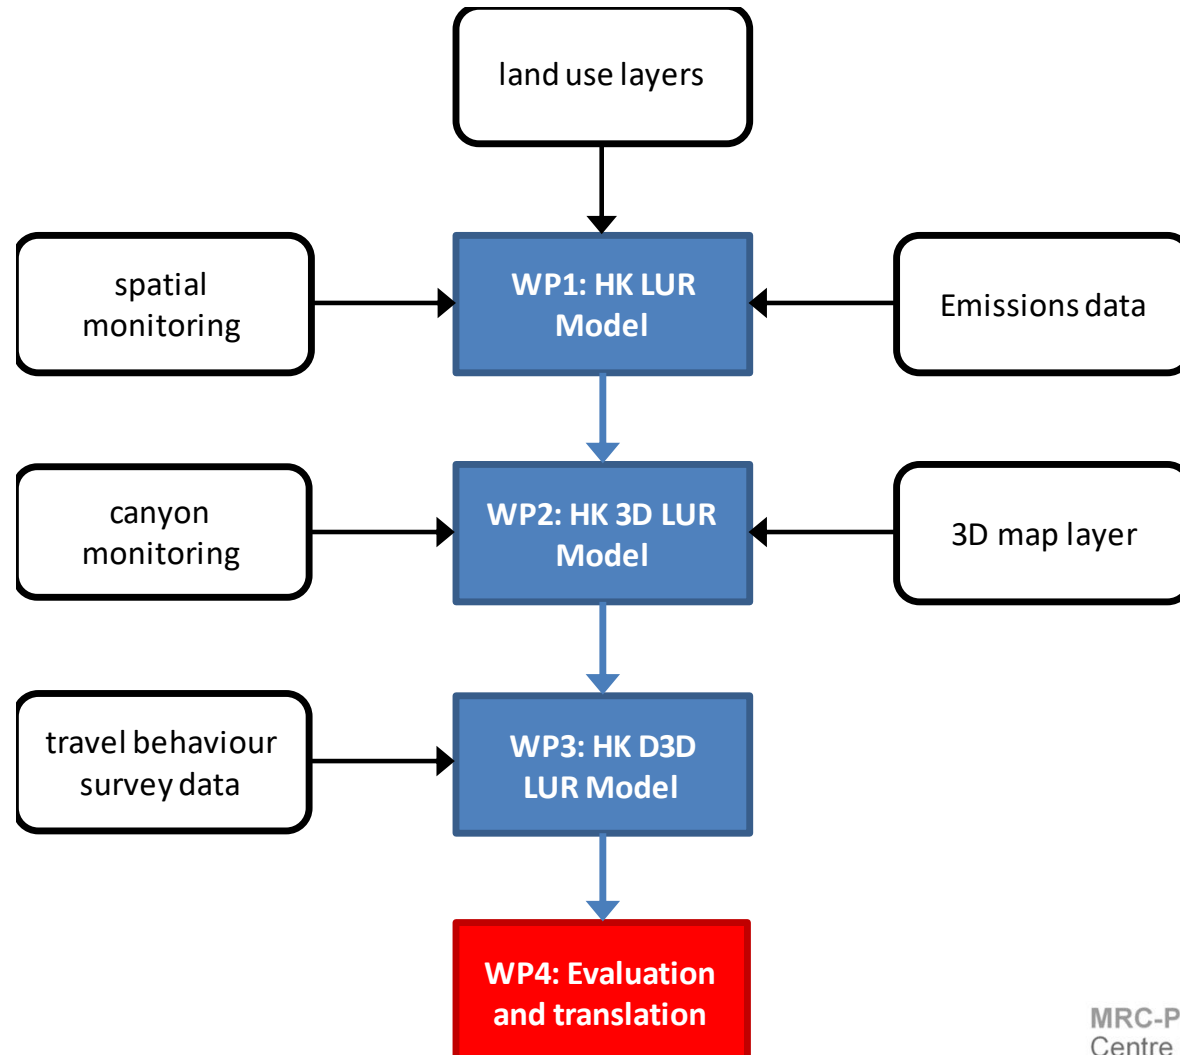 land use layers
spatial
monitoring
WP1: HK LUR
Model
Emissions data
canyon
monitoring
WP2: HK 3D LUR
Model
3D map layer
travel behaviour
survey data
WP3: HK D3D
LUR Model
WP4: Evaluation
and translation
MRC-P
Centre